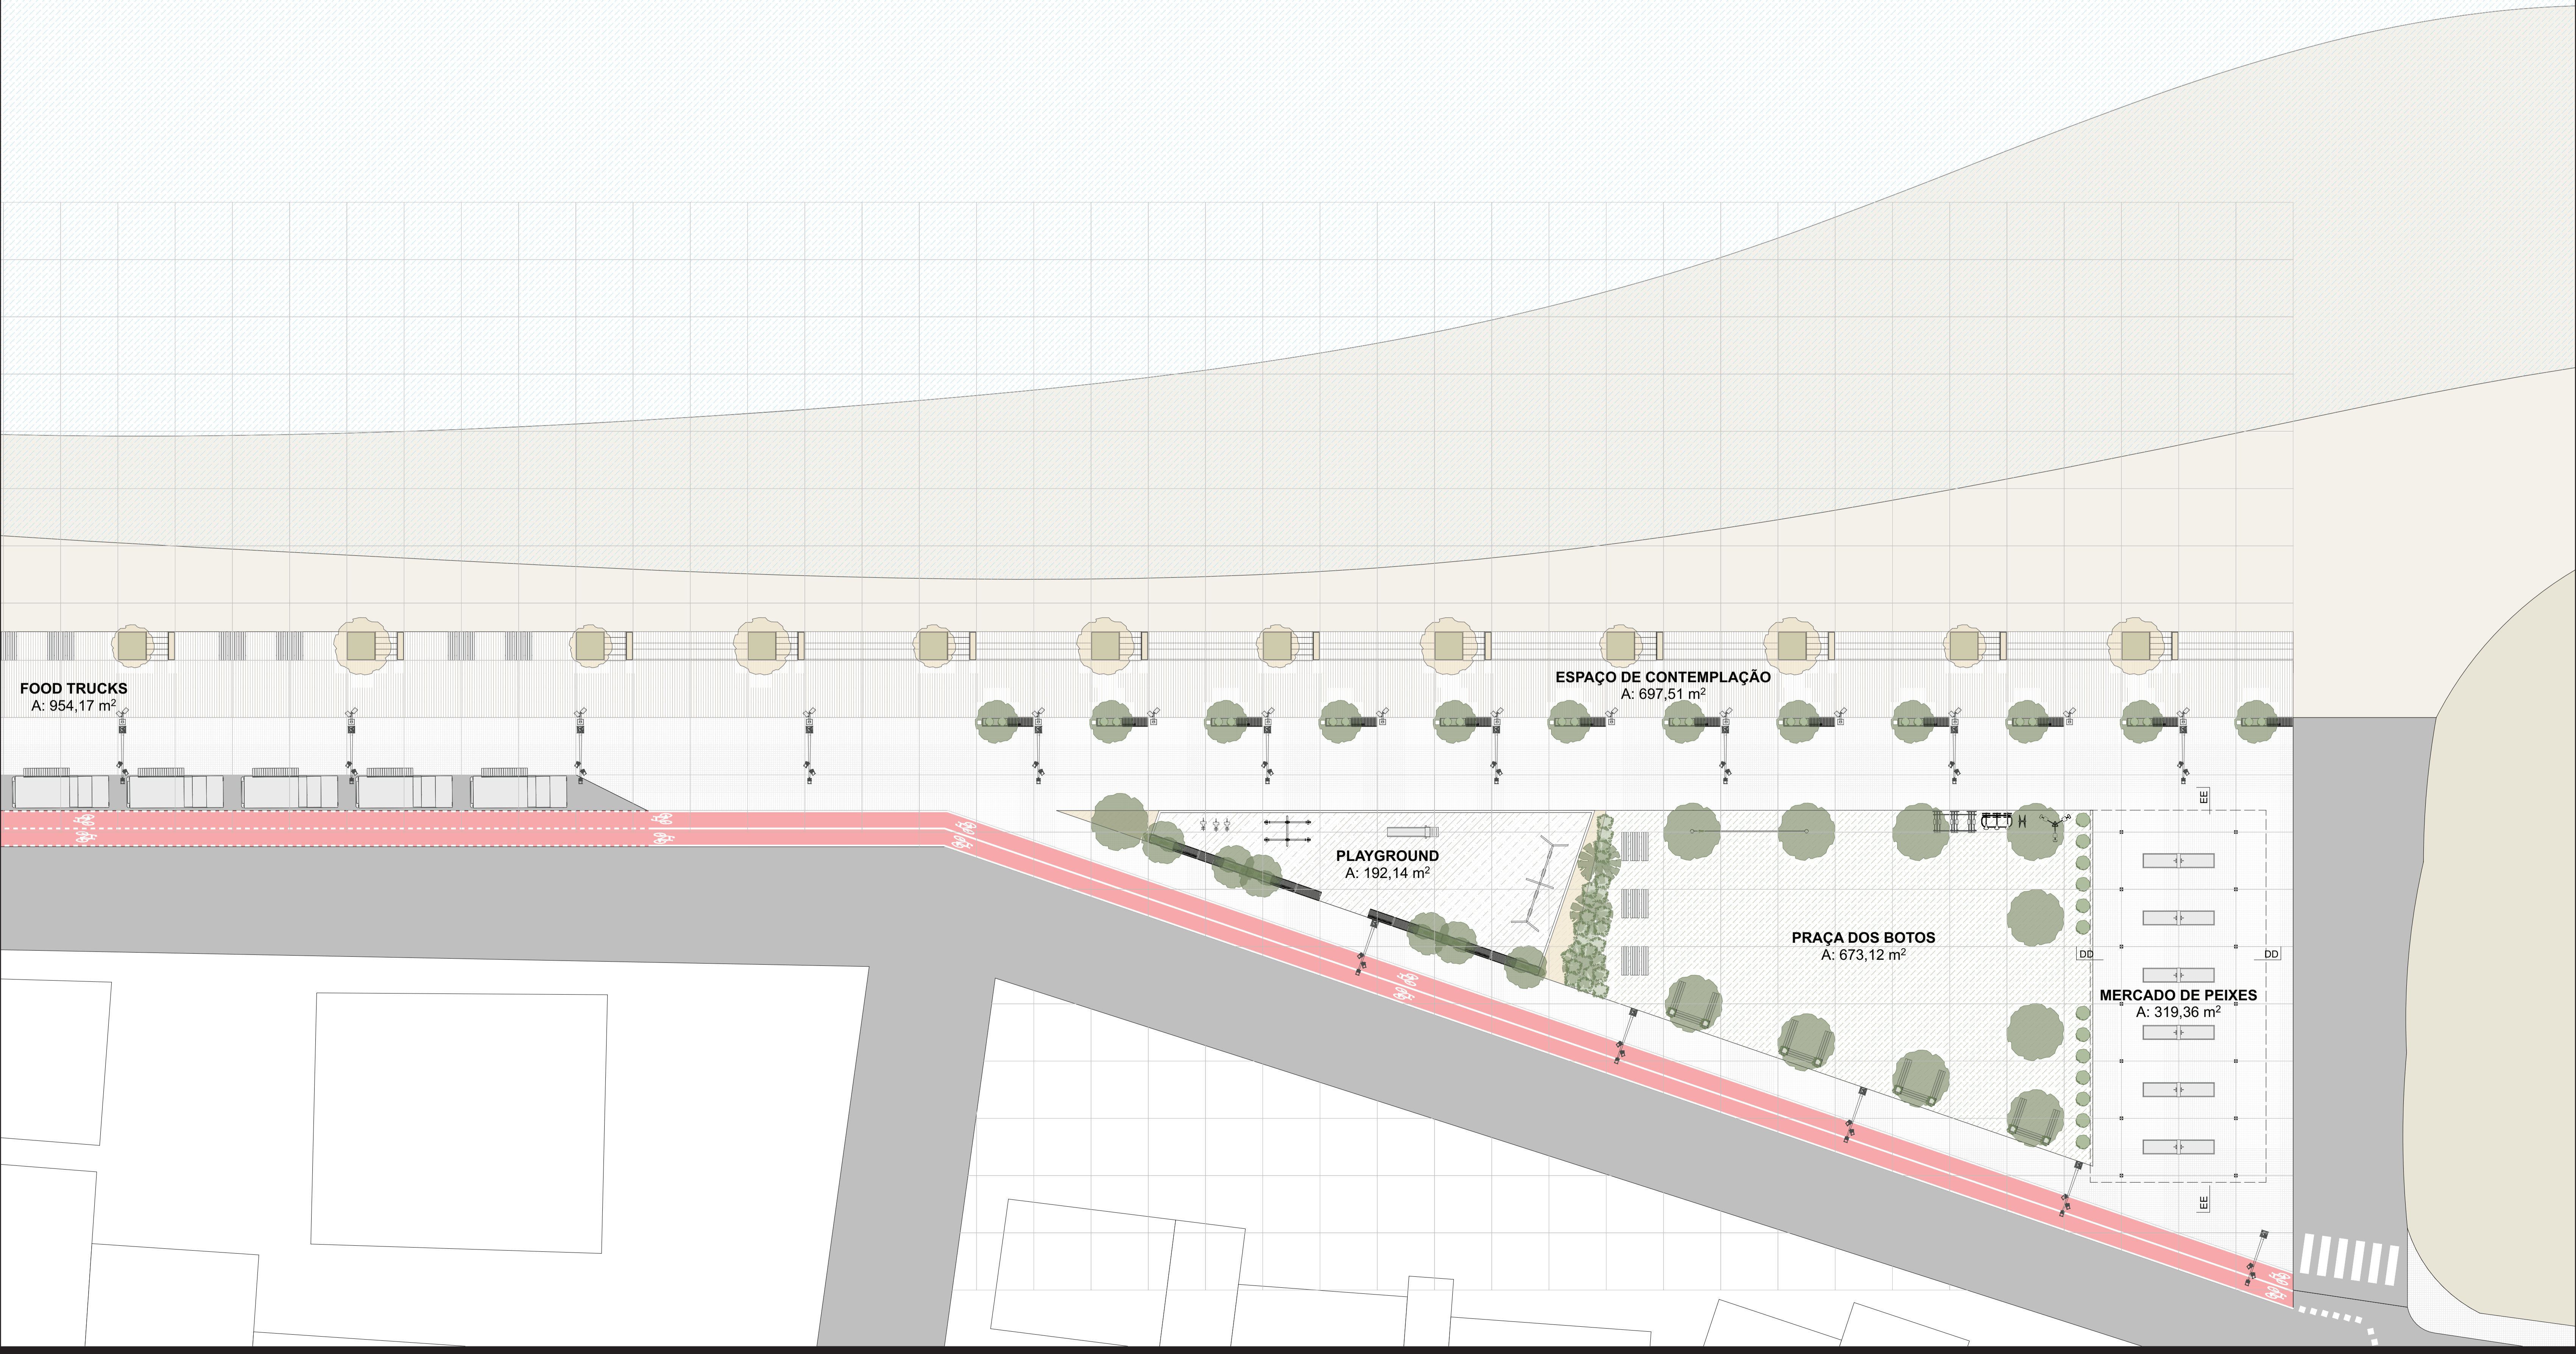 FOOD TRUCKS
A: 954,17 m²
ESPAÇO DE CONTEMPLAÇÃO
A: 697,51 m²
EE
PLAYGROUND
A: 192,14 m²
PRAÇA DOS BOTOS
A: 673,12 m²
DD
DD
MERCADO DE PEIXES
A: 319,36 m²
EE